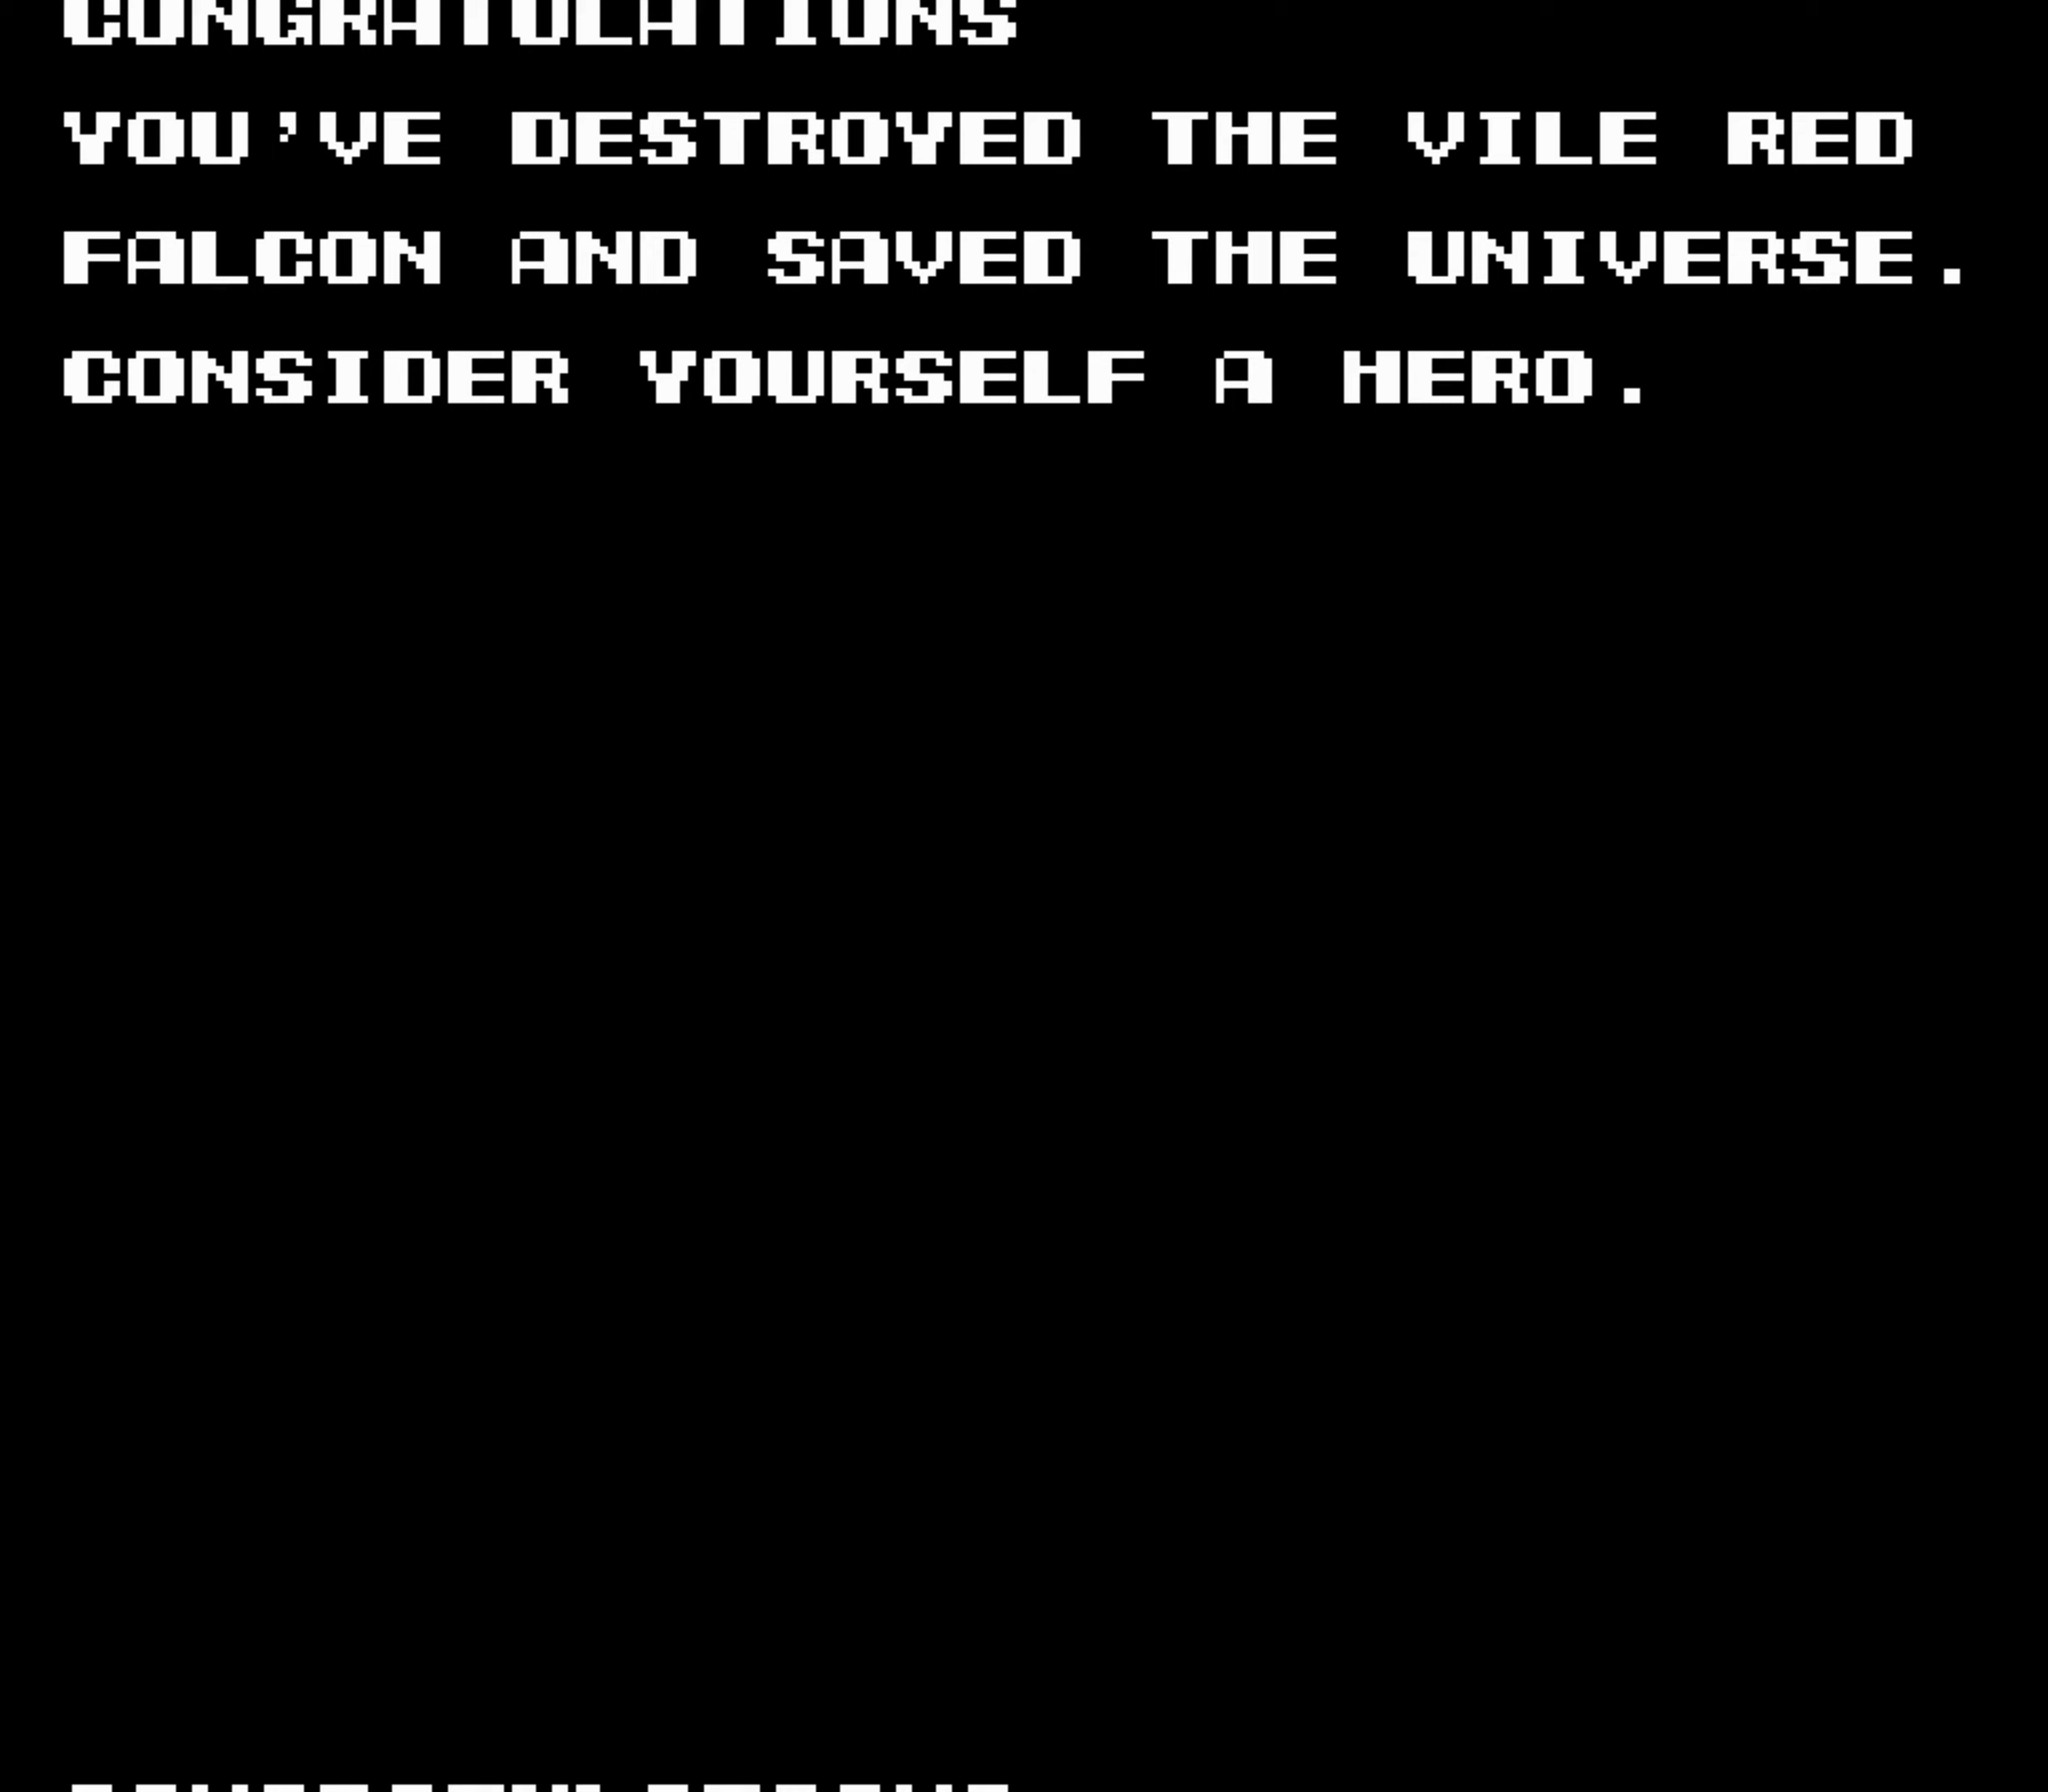 CONGRATULATIONS
YOU'VE DESTROYED THE VILE RED
FALCON AND SAVED THE UNIVERSE.
CONSIDER YOURSELF A HERO.